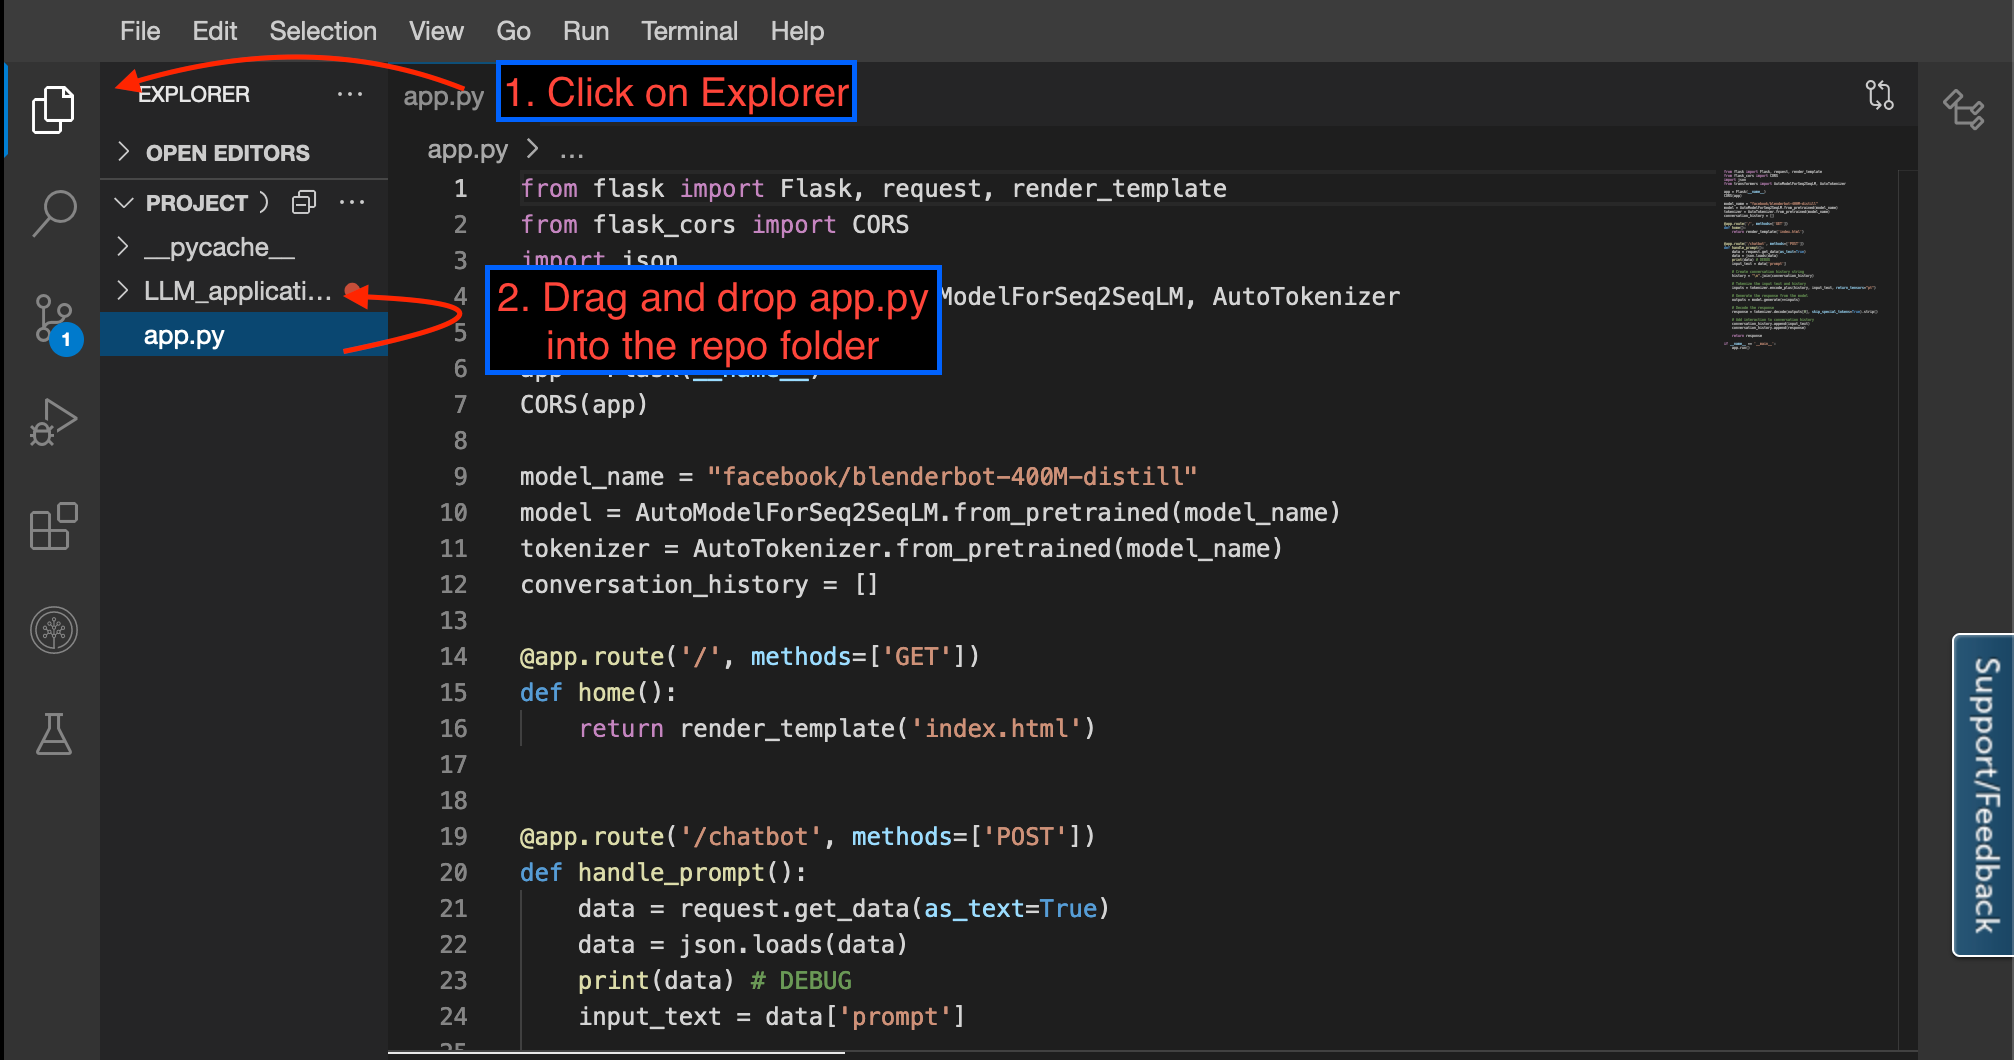 File Edit Selection View Go Run Terminal Help
EXPLORER ...
app.py
1. Click on Explorer
OPEN EDITORS
PROJECT ...
__pycache__
LLM_applicati...
app.py
1
app.py > ...
1 from flask import Flask, request, render_template
2 from flask_cors import CORS
3 import json
4 ModelForSeq2SeqLM, AutoTokenizer
2. Drag and drop app.py
into the repo folder
5
6 app = Flask(__name__)
7 CORS(app)
8
9 model_name = "facebook/blenderbot-400M-distill"
10 model = AutoModelForSeq2SeqLM.from_pretrained(model_name)
11 tokenizer = AutoTokenizer.from_pretrained(model_name)
12 conversation_history = []
13
14 @app.route('/', methods=['GET'])
15 def home():
16 return render_template('index.html')
17
18
19 @app.route('/chatbot', methods=['POST'])
20 def handle_prompt():
21 data = request.get_data(as_text=True)
22 data = json.loads(data)
23 print(data) # DEBUG
24 input_text = data['prompt']
25
Support/Feedback